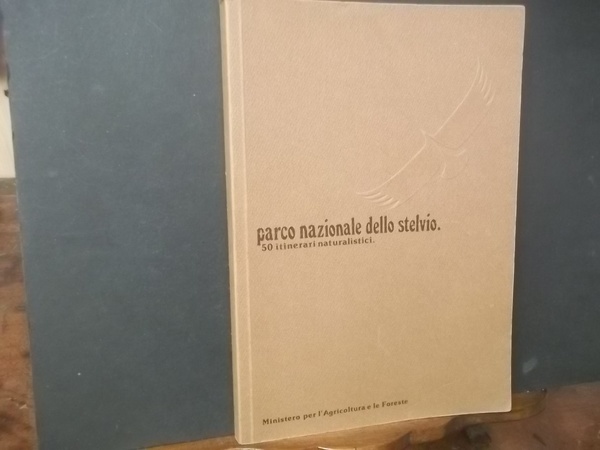 parco nazionale dello stelvio.
50 itinerari naturalistici.
Ministero per l'Agricoltura e le Foreste